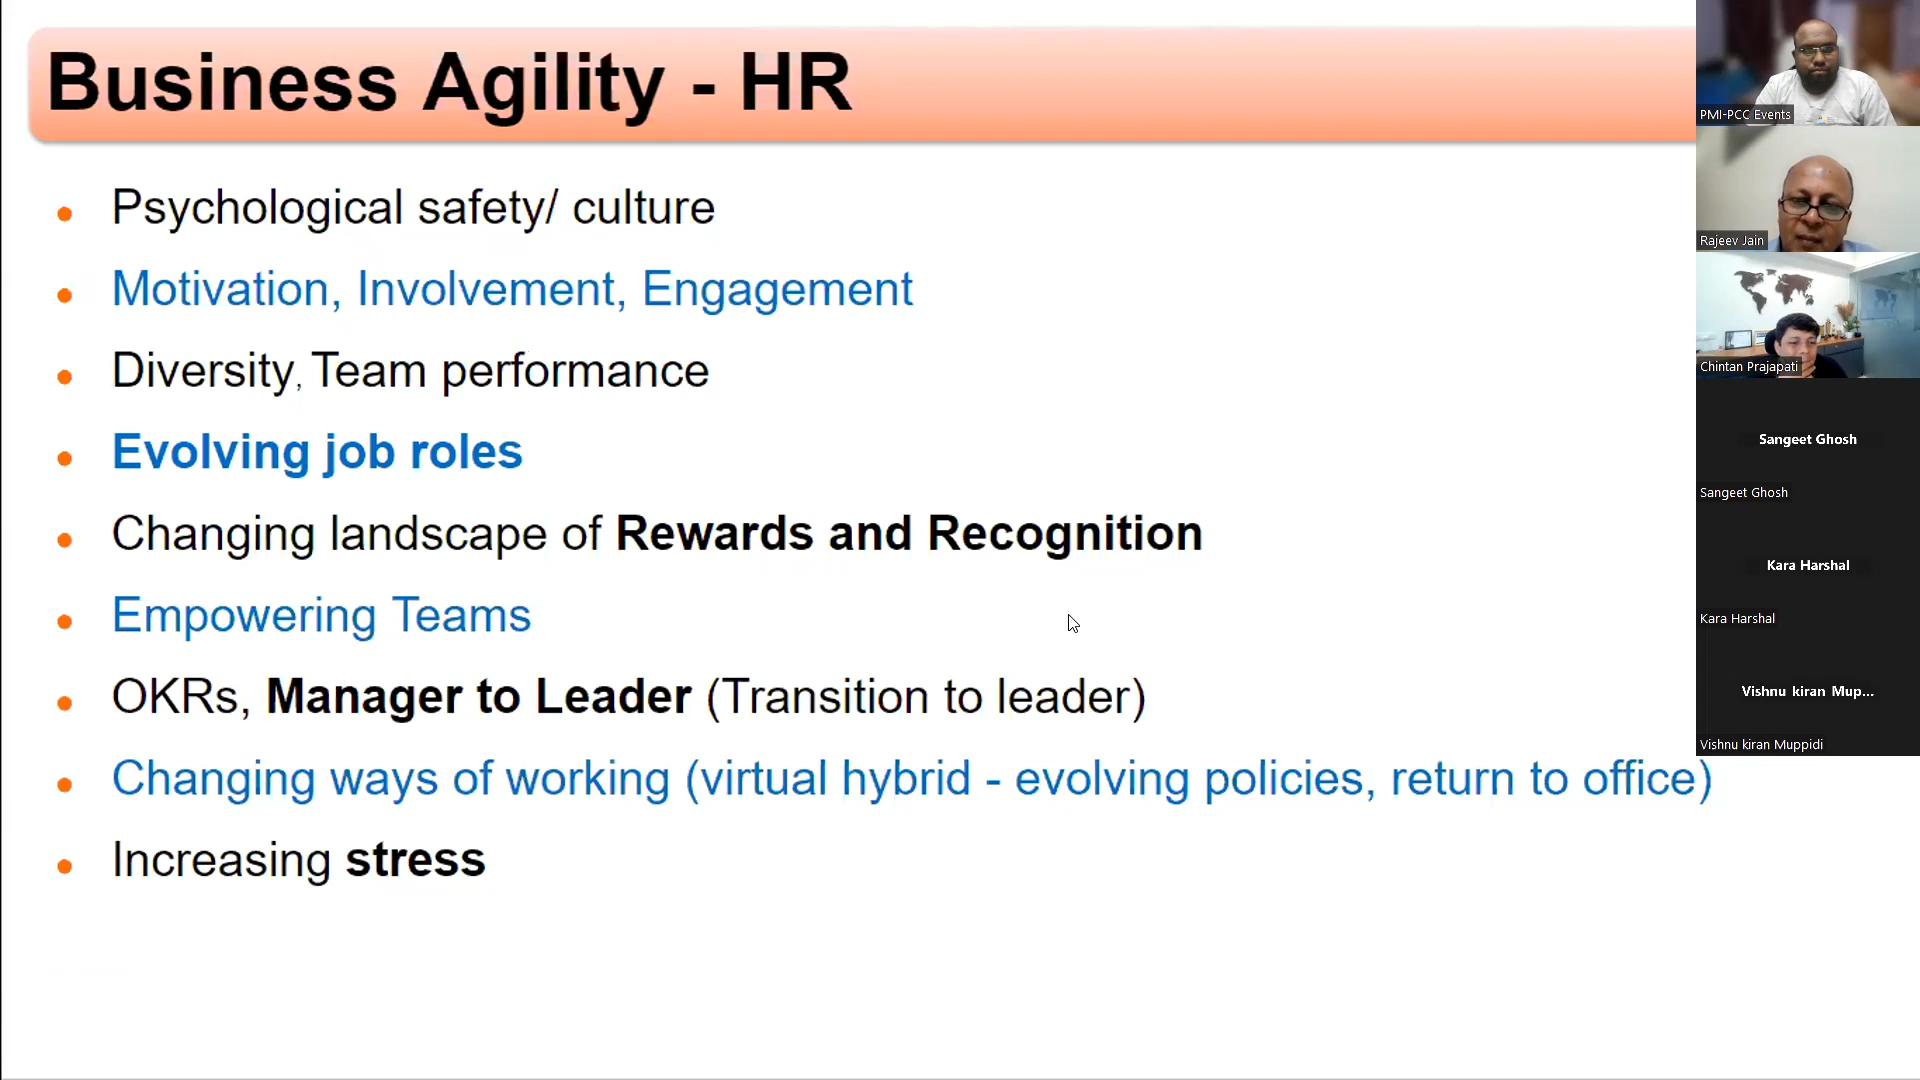 Business Agility - HR
Psychological safety/ culture
Motivation, Involvement, Engagement
Diversity, Team performance
Evolving job roles
Changing landscape of Rewards and Recognition
Empowering Teams
OKRs, Manager to Leader (Transition to leader)
Changing ways of working (virtual hybrid - evolving policies, return to office)
Increasing stress
PMI-PCC Events
Rajeev Jain
Chintan Prajapati
Sangeet Ghosh
Sangeet Ghosh
Kara Harshal
Kara Harshal
Vishnu kiran Mup...
Vishnu kiran Muppidi